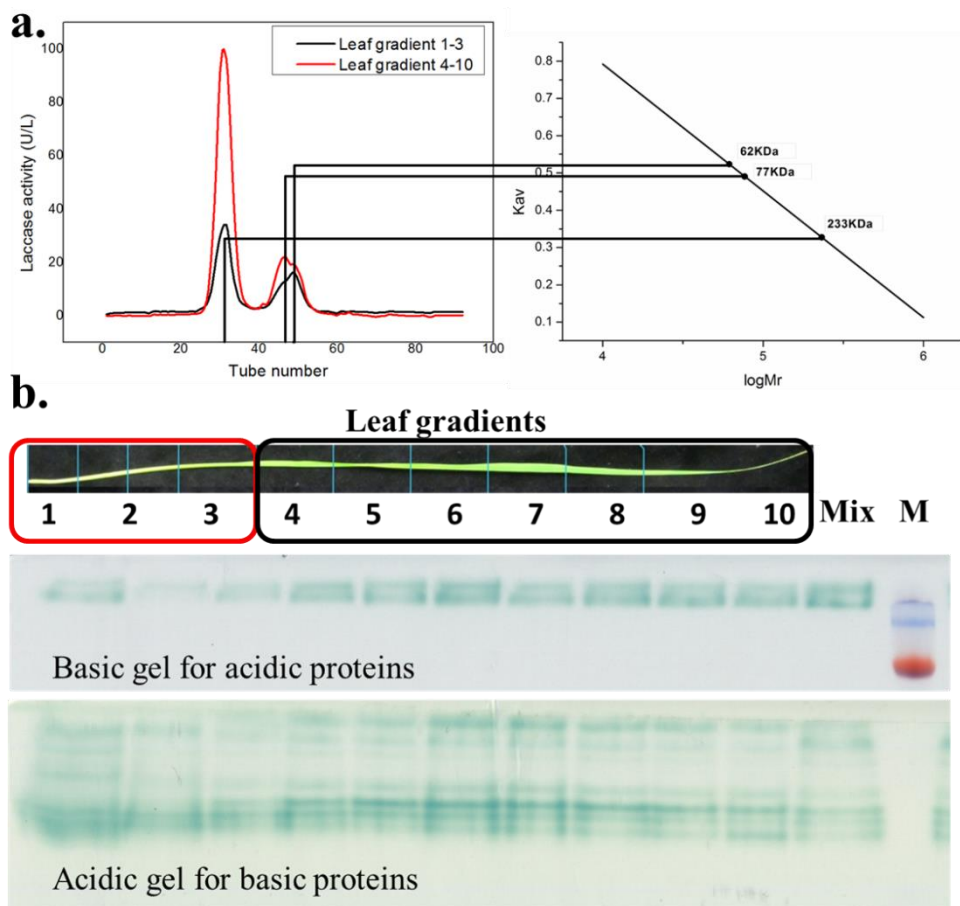 a.
Laccase activity (U/L)
100
80
60
40
20
0
0
20
40
60
80
100
Tube number
Leaf gradient 1-3
Leaf gradient 4-10
Kav
0.8
0.7
0.6
0.5
0.4
0.3
0.2
0.1
62KDa
77KDa
233KDa
4
5
6
logMr
b.
Leaf gradients
1 2 3 4 5 6 7 8 9 10 Mix M
Basic gel for acidic proteins
Acidic gel for basic proteins